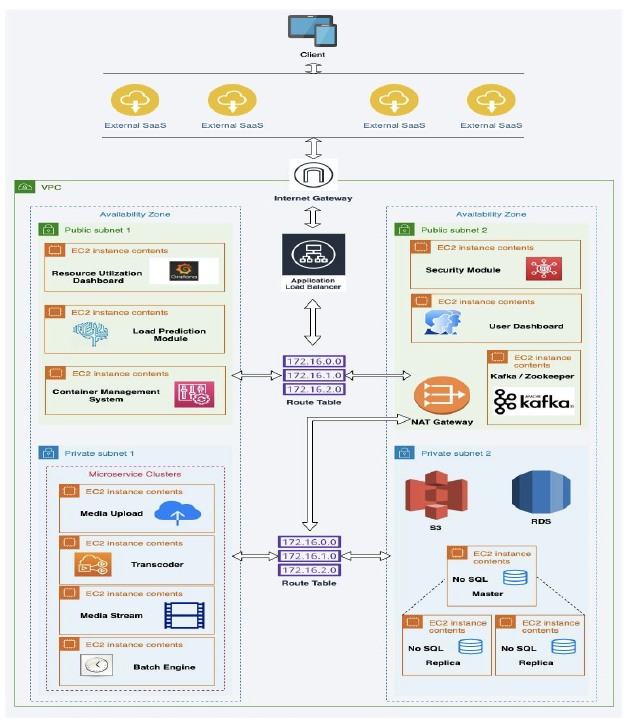 Client
External SaaS
External SaaS
External SaaS
External SaaS
Internet Gateway
VPC
Availability Zone
Public subnet 1
EC2 instance contents
Resource Utilzation
Dashboard
Grafana
EC2 instance contents
Load Prediction
Module
EC2 instance contents
Container Management
System
Application
Load Balancer
172.16.0.0
172.16.1.0
172.16.2.0
Route Table
Availability Zone
Public subnet 2
EC2 instance contents
Security Module
EC2 instance contents
User Dashboard
EC2 instance
contents
Kafka / Zookeeper
APACHE
kafka
NAT Gateway
Private subnet 1
Microservice Clusters
EC2 instance contents
Media Upload
EC2 instance contents
Transcoder
EC2 instance contents
Media Stream
EC2 instance contents
Batch Engine
172.16.0.0
172.16.1.0
172.16.2.0
Route Table
Private subnet 2
S3
RDS
EC2 instance
contents
No SQL
Master
EC2 instance
contents
No SQL
Replica
EC2 instance
contents
No SQL
Replica